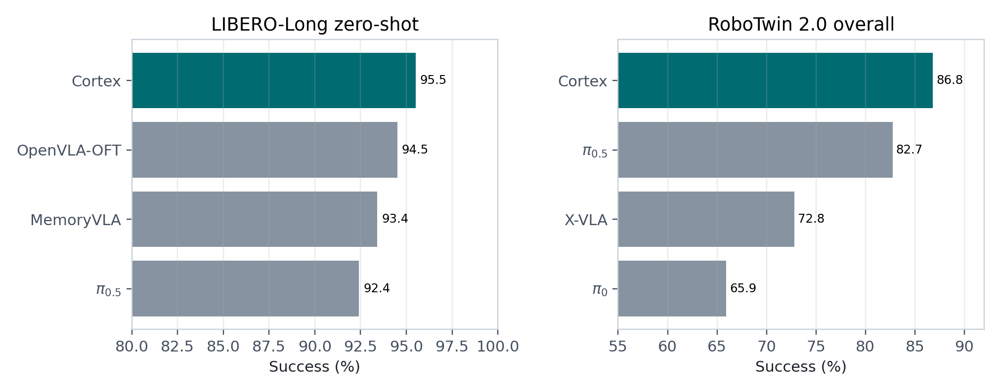 LIBERO-Long zero-shot
Cortex
95.5
OpenVLA-OFT
94.5
MemoryVLA
93.4
π0.5
92.4
80.0 82.5 85.0 87.5 90.0 92.5 95.0 97.5 100.0
Success (%)
RoboTwin 2.0 overall
Cortex
86.8
π0.5
82.7
X-VLA
72.8
π0
65.9
55 60 65 70 75 80 85 90
Success (%)